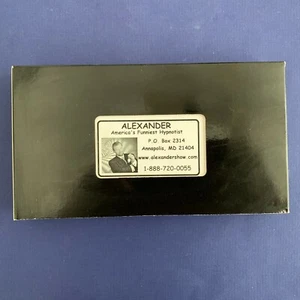 ALEXANDER
America's Funniest Hypnotist
P.O. Box 2314
Annapolis, MD 21404
www.alexandershow.com
1-888-720-0055